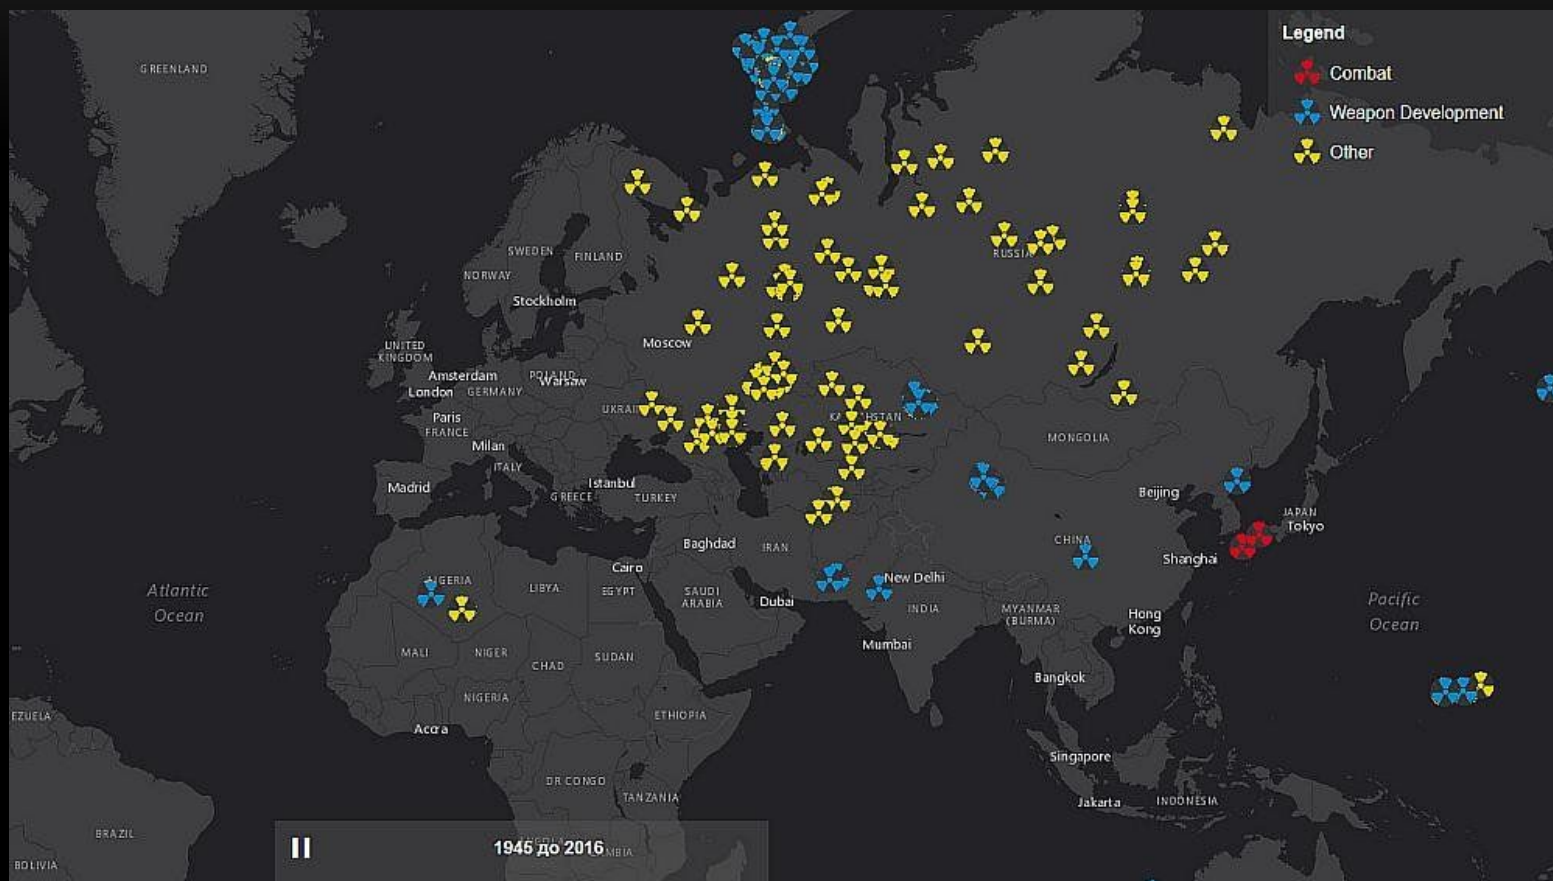 GREENLAND
Legend
Combat
Weapon Development
Other
SWEDEN
FINLAND
NORWAY
RUSSIA
Stockholm
Moscow
UNITED
KINGDOM
Amsterdam
POLAND
Warsaw
London
GERMANY
Paris
FRANCE
Milan
ITALY
MONGOLIA
Madrid
Istanbul
GREECE
TURKEY
Beijing
JAPAN
Tokyo
Baghdad
IRAN
CHINA
Shanghai
Cairo
ALGERIA
LIBYA
EGYPT
SAUDI
ARABIA
Dubai
New Delhi
INDIA
MYANMAR
(BURMA)
Hong
Kong
Atlantic
Ocean
Pacific
Ocean
Mumbai
MALI
NIGER
CHAD
SUDAN
Bangkok
NIGERIA
ETHIOPIA
EZUELA
Accra
Singapore
DR CONGO
TANZANIA
Jakarta
INDONESIA
BRAZIL
BOLIVIA
1945 до 2016